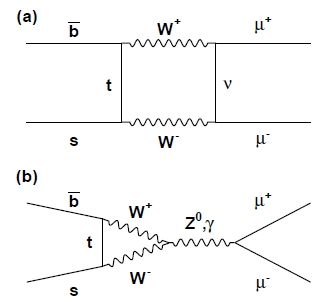 (a)
b̅ W⁺ μ⁺
t ν
s W⁻ μ⁻
(b)
b̅ W⁺ μ⁺
t Z⁰,γ
s W⁻ μ⁻